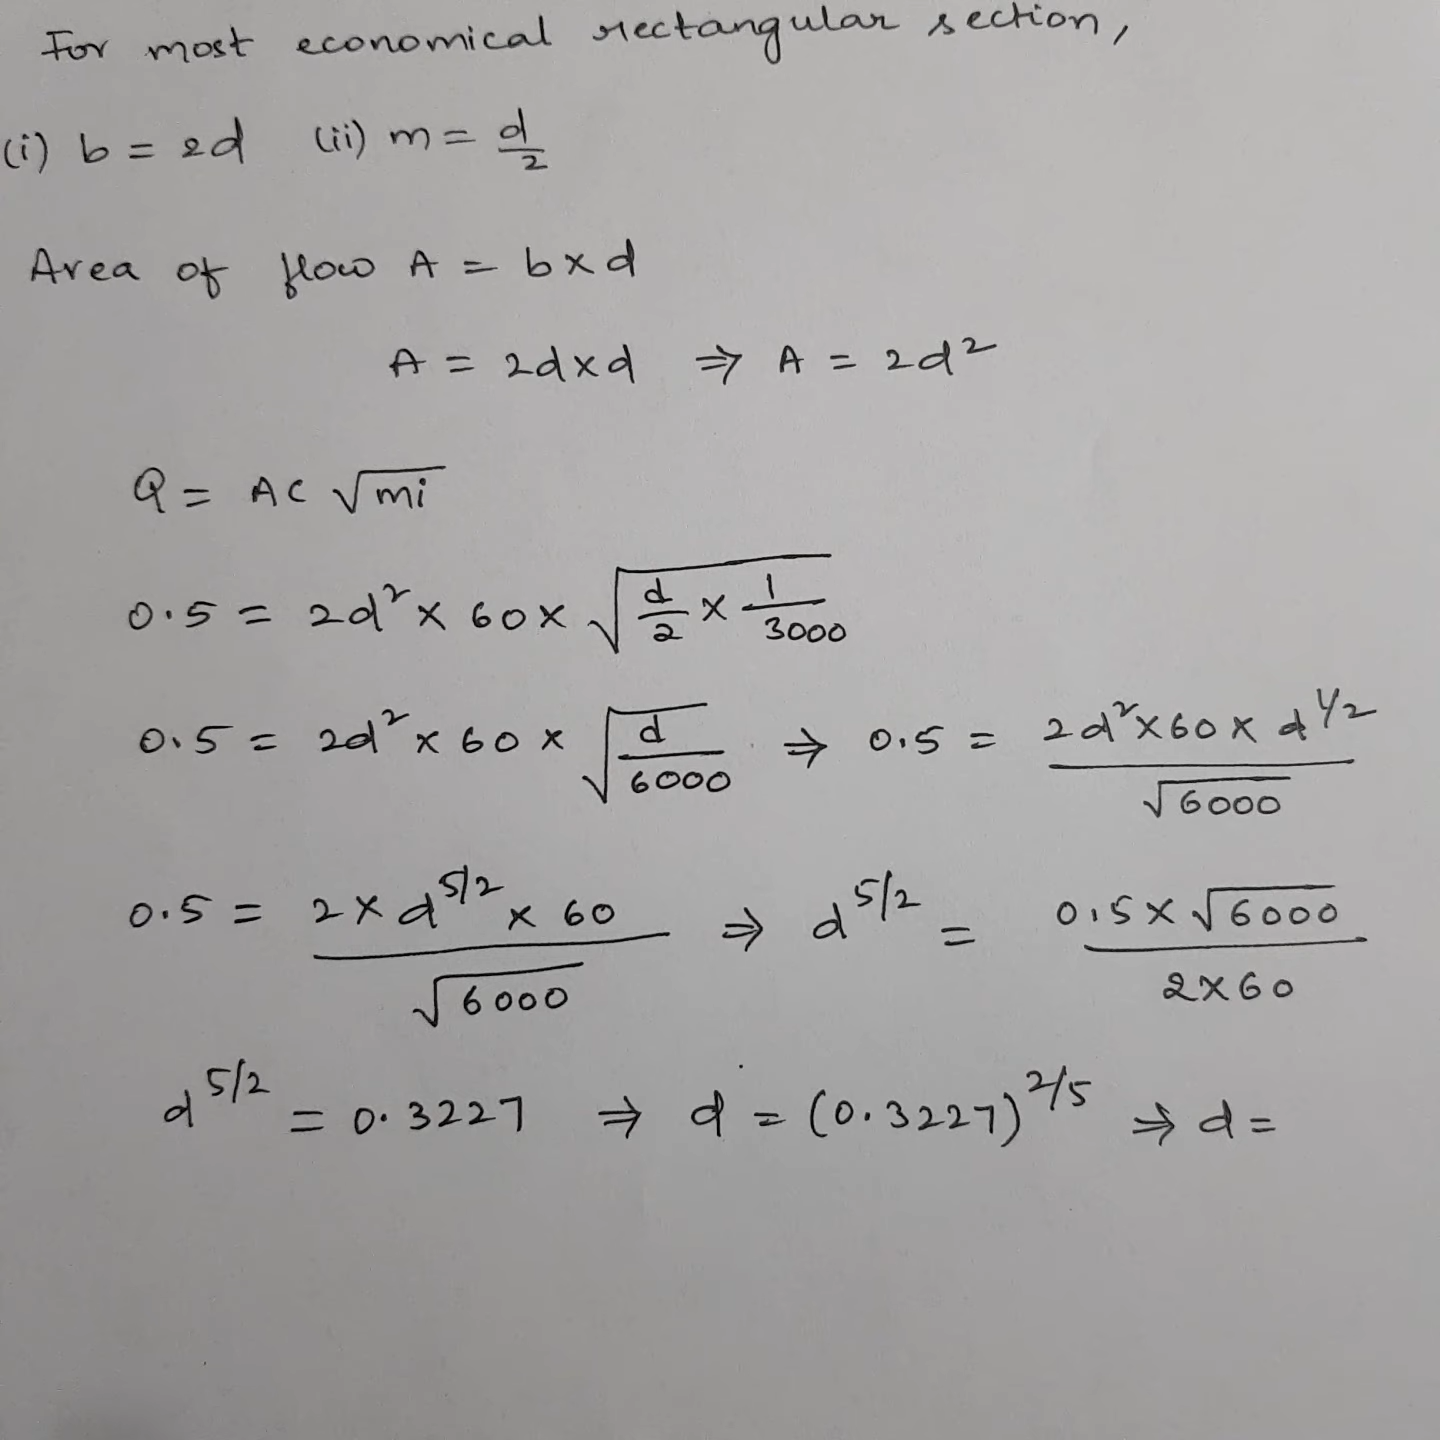 For most economical rectangular section,
(i) b = 2d (ii) m = d/2
Area of flow A = b×d
A = 2d×d ⇒ A = 2d²
Q = AC √mi
0.5 = 2d² × 60 × √(d/2 × 1/3000)
0.5 = 2d² × 60 × √(d/6000) ⇒ 0.5 = (2d²×60×d^1/2)/√6000
0.5 = (2×d^5/2 × 60)/√6000 ⇒ d^5/2 = (0.5×√6000)/(2×60)
d^5/2 = 0.3227 ⇒ d = (0.3227)^2/5 ⇒ d =